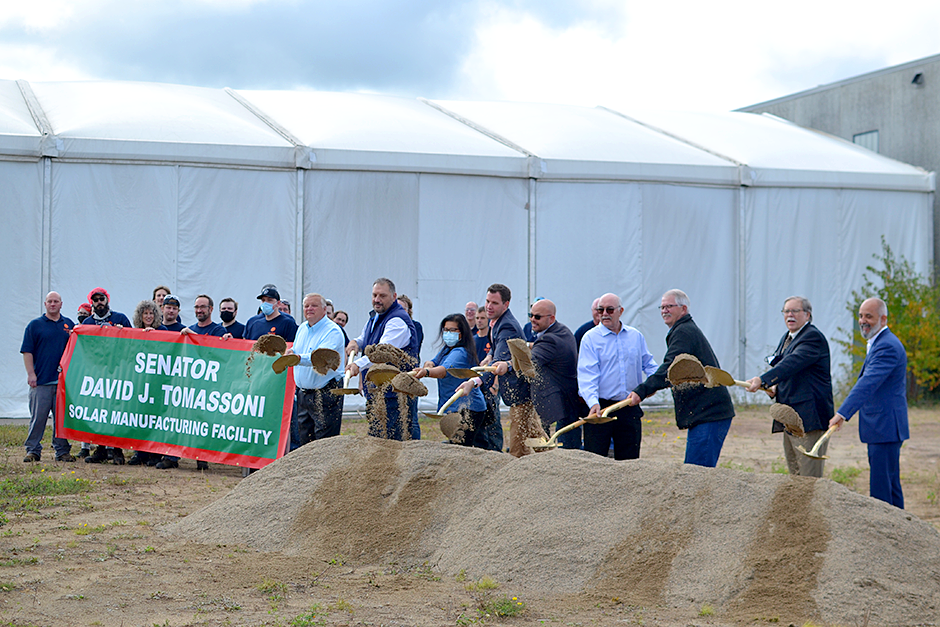 SENATOR
DAVID J. TOMASSONI
SOLAR MANUFACTURING FACILITY